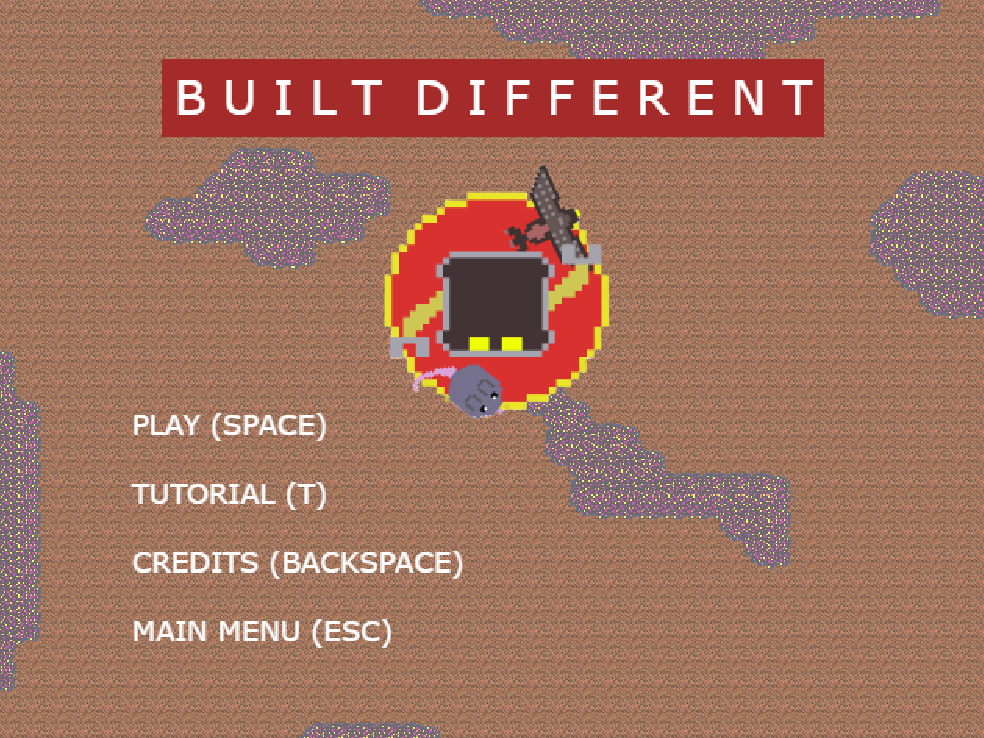 BUILT DIFFERENT
PLAY (SPACE)
TUTORIAL (T)
CREDITS (BACKSPACE)
MAIN MENU (ESC)